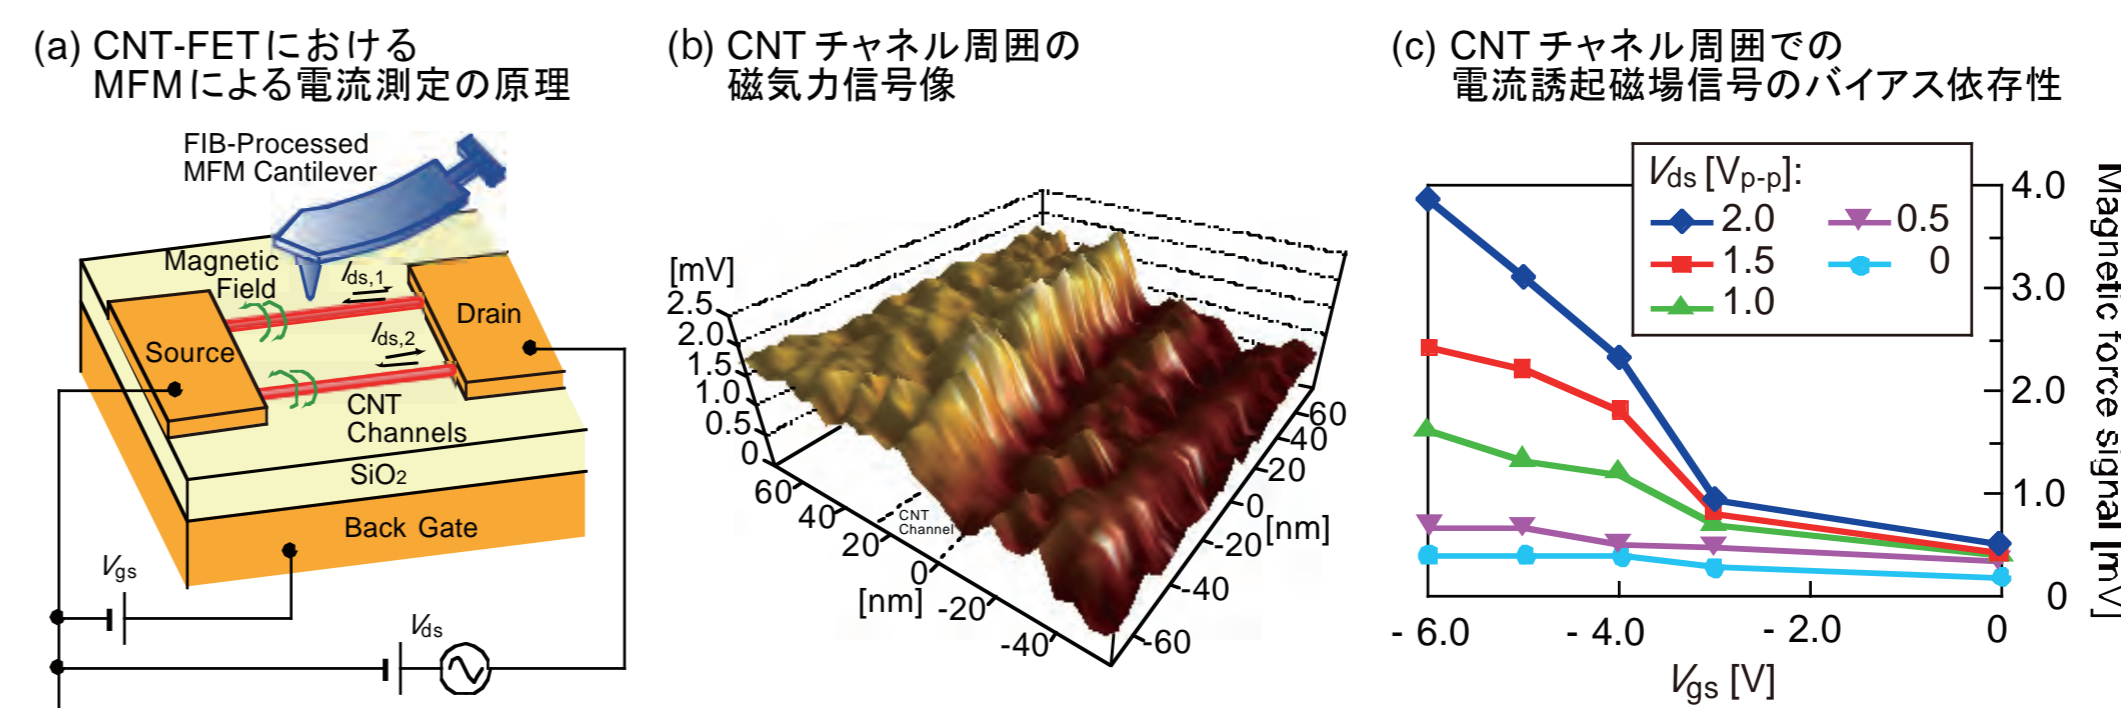 (a) CNT-FETにおける
MFMによる電流測定の原理
FIB-Processed
MFM Cantilever
Magnetic
Field
Ids,1
Ids,2
Source
Drain
CNT
Channels
SiO2
Back Gate
Vgs
Vds
(b) CNTチャネル周囲の
磁気力信号像
[mV]
2.5
2.0
1.5
1.0
0.5
0
60
40
20
0
-20
-40
[nm]
CNT
Channel
60
40
20
0
-20
-40
-60
[nm]
(c) CNTチャネル周囲での
電流誘起磁場信号のバイアス依存性
Vds [Vp-p]:
2.0
0.5
1.5
0
1.0
4.0
3.0
2.0
1.0
0
Magnetic force signal [mV]
- 6.0
- 4.0
- 2.0
0
Vgs [V]